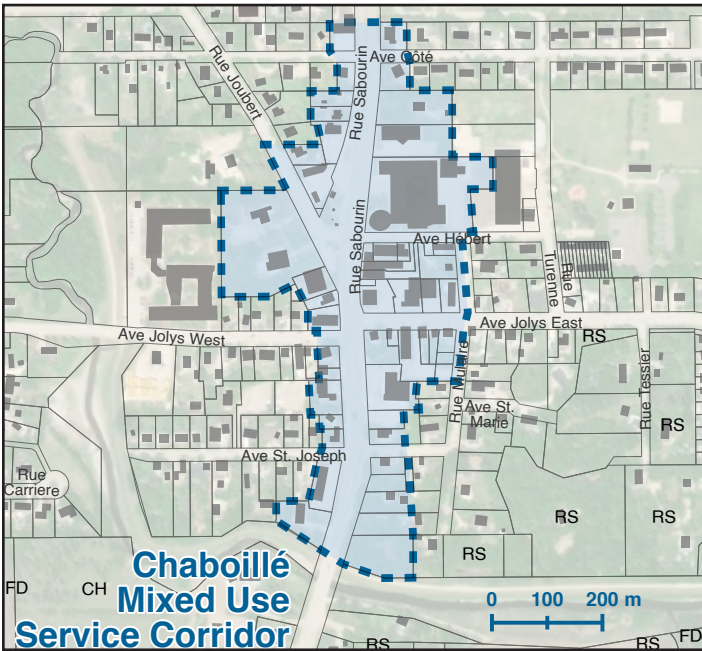 Ave Côté
Rue Joubert
Rue Sabourin
Rue Sabourin
Ave Hébert
Rue
Turenne
Ave Jolys West
Ave Jolys East
RS
Rue Mulaire
Rue Tessier
Ave St.
Marie
RS
Ave St. Joseph
Rue
Carriere
RS
RS
RS
FD
CH
Chaboillé
Mixed Use
Service Corridor
0 100 200 m
RS
RS
FD